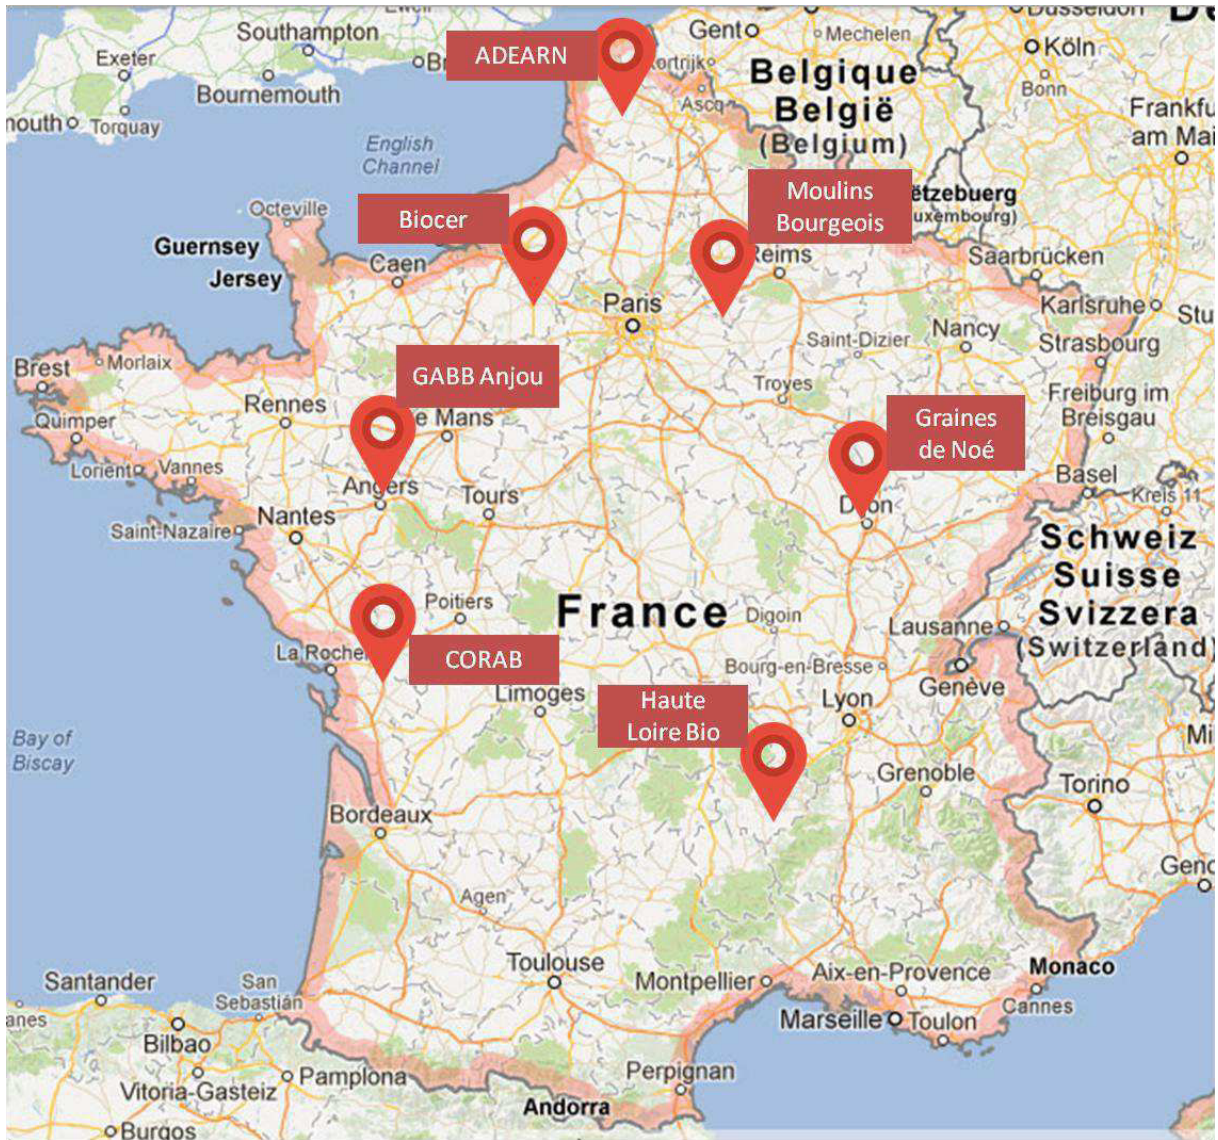 Southampton
Exeter
Bournemouth
Torquay
ADEARN
Gent
Mechelen
Köln
Bonn
Belgique
België
(Belgium)
English
Channel
Octeville
Guernsey
Jersey
Caen
Biocer
Moulins
Bourgeois
Reims
Saarbrücken
Karlsruhe
Paris
Saint-Dizier
Nancy
Strasbourg
Brest
Morlaix
GABB Anjou
Troyes
Freiburg im
Breisgau
Rennes
Quimper
Graines
de Noé
Lorient
Vannes
Basel
Kreis 11
Angers
Tours
Saint-Nazaire
Nantes
Schweiz
Suisse
Svizzera
(Switzerland)
Poitiers
France
Digoin
Lausanne
CORAB
Bourg-en-Bresse
Genève
Limoges
Haute
Loire Bio
Lyon
Bay of
Biscay
Grenoble
Torino
Bordeaux
Agen
Toulouse
Montpellier
Aix-en-Provence
Monaco
Cannes
Marseille
Toulon
Santander
San
Sebastián
Bilbao
Vitoria-Gasteiz
Pamplona
Perpignan
Andorra
Burgos